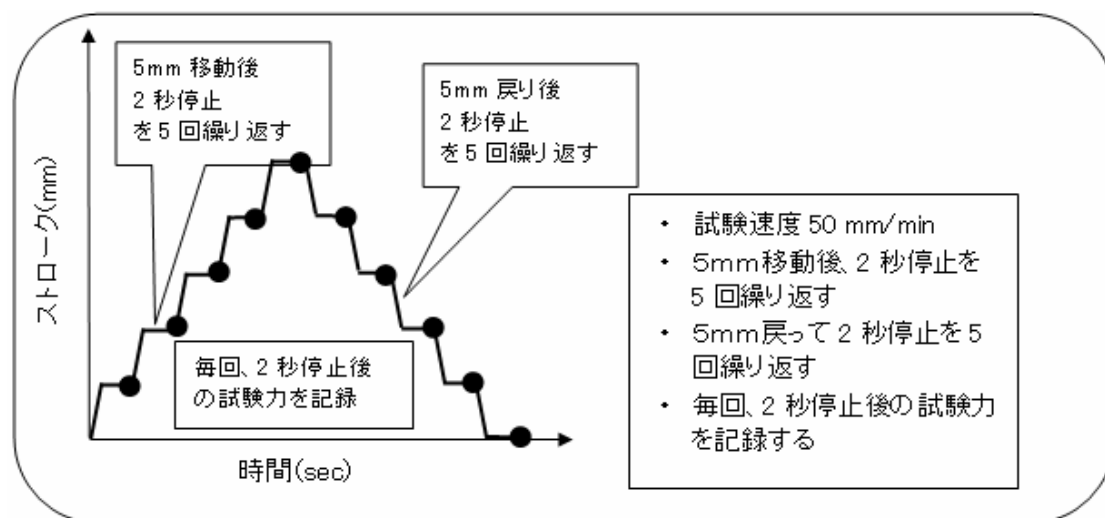 5mm 移動後
2 秒停止
を 5 回繰り返す
5mm 戻り後
2 秒停止
を 5 回繰り返す
ストローク(mm)
毎回、2 秒停止後
の試験力を記録
時間(sec)
・ 試験速度 50 mm/min
・ 5mm移動後、2 秒停止を
5 回繰り返す
・ 5mm戻って 2 秒停止を 5
回繰り返す
・ 毎回、2 秒停止後の試験力
を記録する